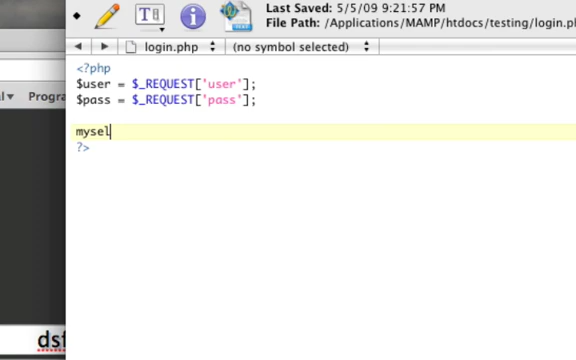 Last Saved: 5/5/09 9:21:57 PM
File Path: /Applications/MAMP/htdocs/testing/login.ph
login.php
(no symbol selected)
<?php
$user = $_REQUEST['user'];
$pass = $_REQUEST['pass'];
mysel
?>
Progra
T
dsf